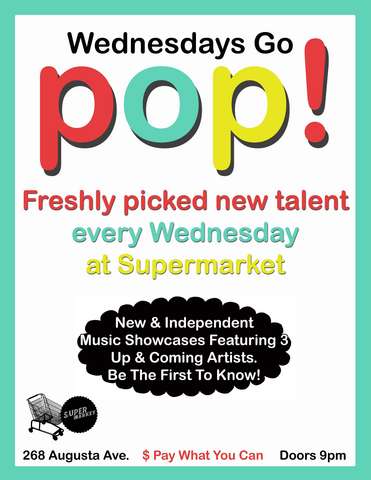 Wednesdays Go
pop!
Freshly picked new talent
every Wednesday
at Supermarket
New & Independent
Music Showcases Featuring 3
Up & Coming Artists.
Be The First To Know!
SUPER
MARKET
268 Augusta Ave. $ Pay What You Can Doors 9pm